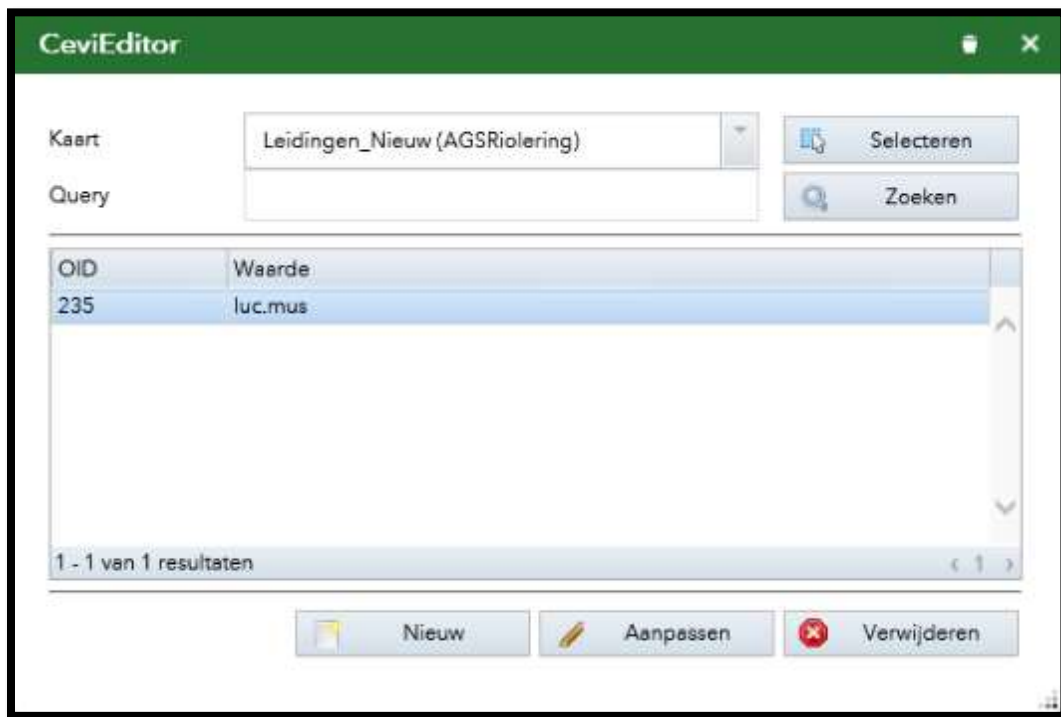 CeviEditor
Kaart Leidingen_Nieuw (AGSRiolering) Selecteren
Query Zoeken
OID Waarde
235 luc.mus
1 - 1 van 1 resultaten 1
Nieuw Aanpassen Verwijderen